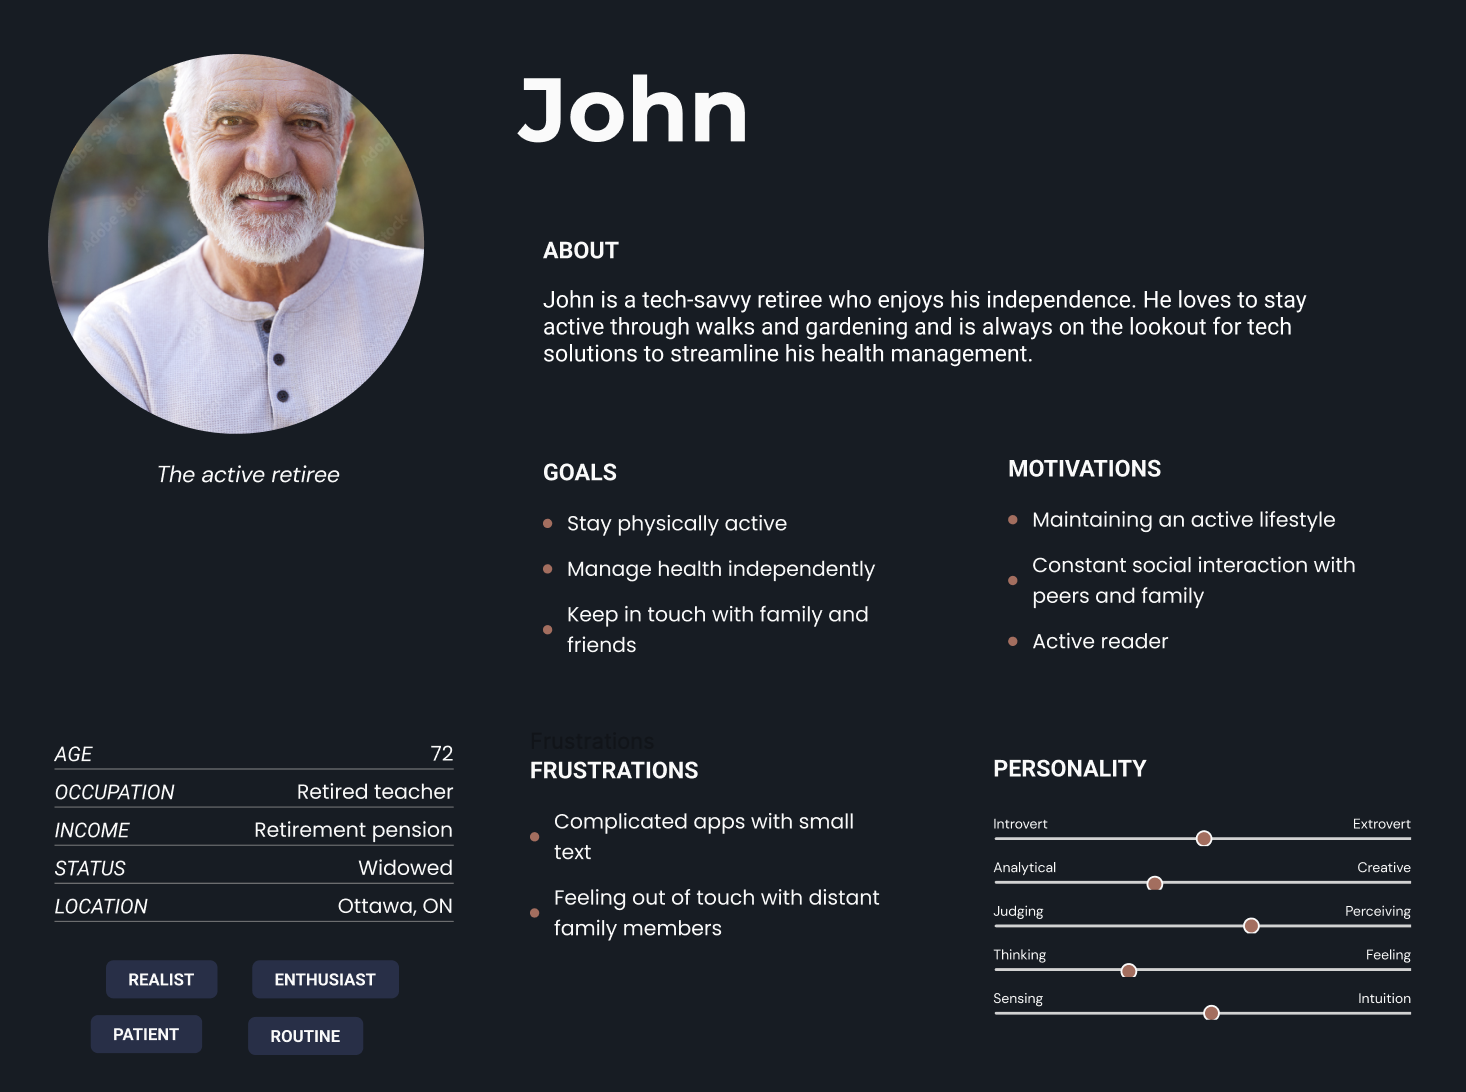 John
ABOUT
John is a tech-savvy retiree who enjoys his independence. He loves to stay
active through walks and gardening and is always on the lookout for tech
solutions to streamline his health management.
The active retiree
GOALS
Stay physically active
Manage health independently
Keep in touch with family and
friends
MOTIVATIONS
Maintaining an active lifestyle
Constant social interaction with
peers and family
Active reader
AGE 72
OCCUPATION Retired teacher
INCOME Retirement pension
STATUS Widowed
LOCATION Ottawa, ON
REALIST ENTHUSIAST
PATIENT ROUTINE
Frustrations
FRUSTRATIONS
Complicated apps with small
text
Feeling out of touch with distant
family members
PERSONALITY
Introvert Extrovert
Analytical Creative
Judging Perceiving
Thinking Feeling
Sensing Intuition
Adobe Stock